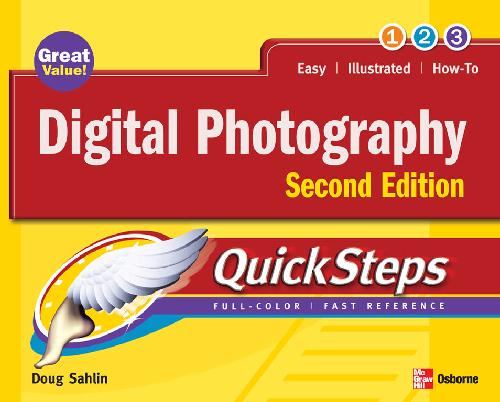 Great
Value!
1 2 3
Easy | Illustrated | How-To
Digital Photography
Second Edition
QuickSteps
FULL-COLOR | FAST REFERENCE
Doug Sahlin
Mc
Graw
Hill
Osborne